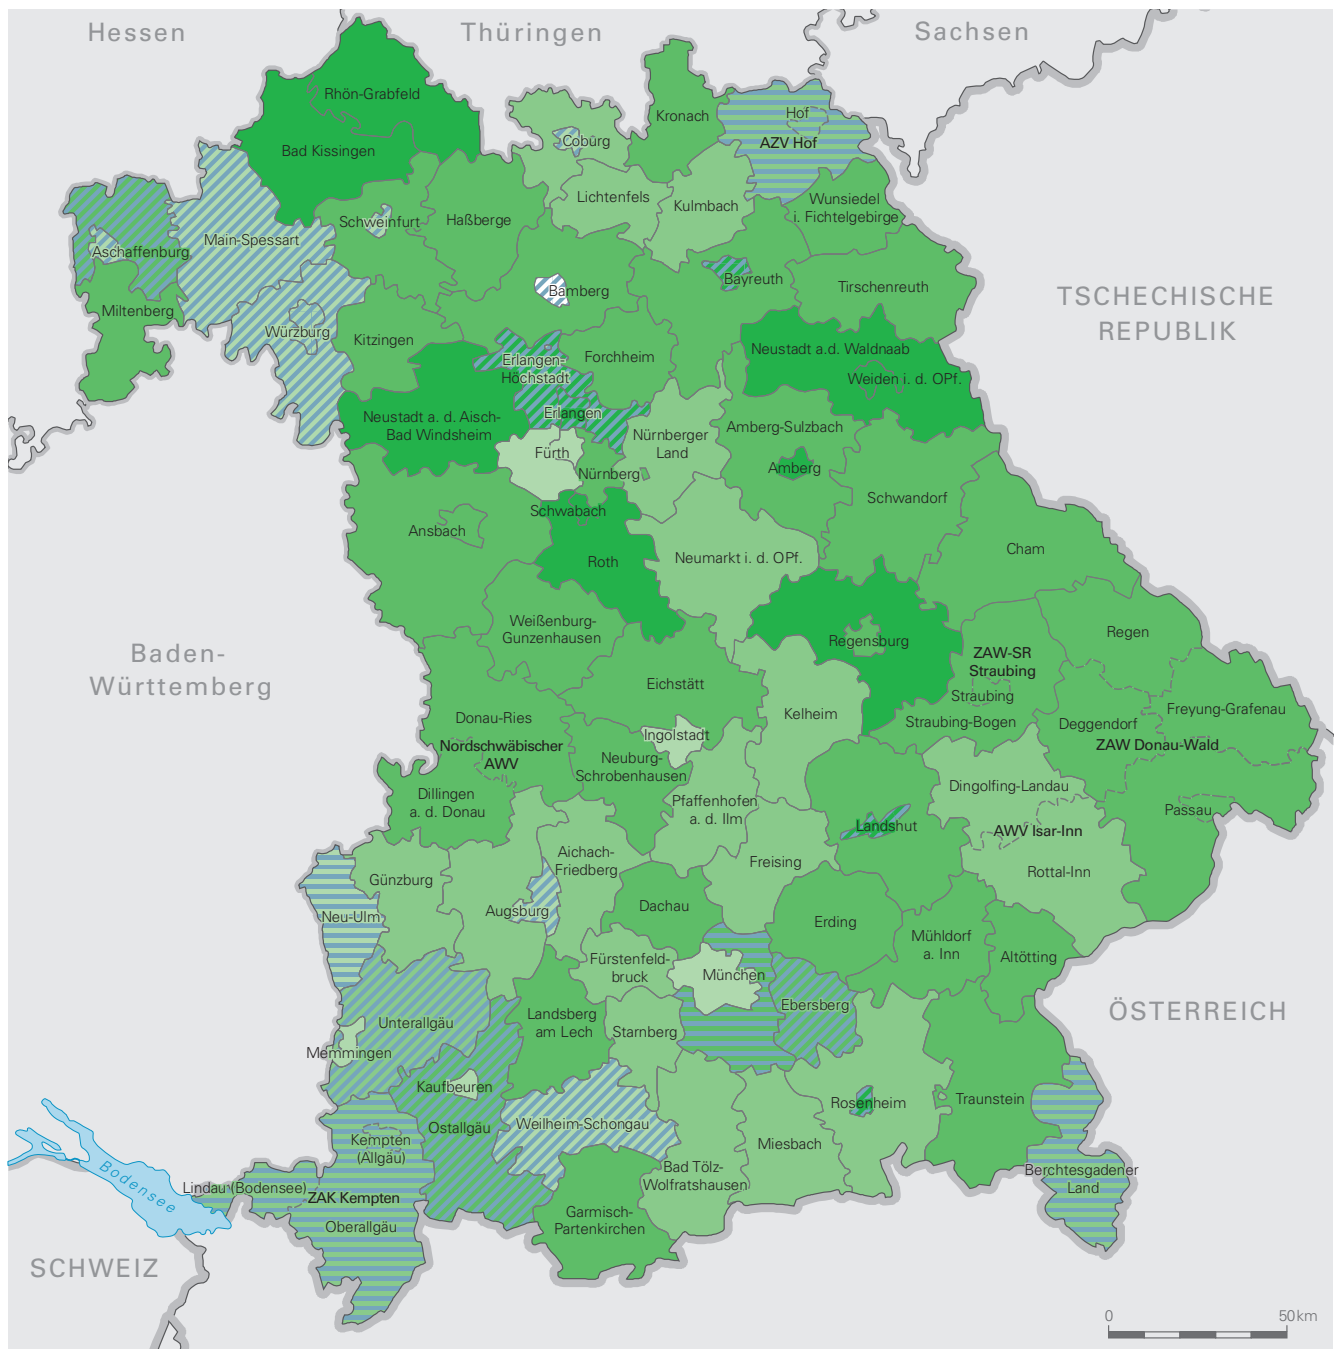 Hessen
Thüringen
Sachsen
Rhön-Grabfeld
Kronach
Hof
Coburg
AZV Hof
Bad Kissingen
Lichtenfels
Kulmbach
Wunsiedel
i. Fichtelgebirge
Schweinfurt
Haßberge
Main-Spessart
Aschaffenburg
Bayreuth
Tirschenreuth
Bamberg
TSCHECHISCHE
REPUBLIK
Miltenberg
Würzburg
Kitzingen
Erlangen-
Höchstadt
Forchheim
Neustadt a.d. Waldnaab
Weiden i. d. OPf.
Neustadt a. d. Aisch-
Bad Windsheim
Erlangen
Nürnberger
Land
Amberg-Sulzbach
Fürth
Nürnberg
Amberg
Schwandorf
Schwabach
Ansbach
Roth
Neumarkt i. d. OPf.
Cham
Weißenburg-
Gunzenhausen
Regensburg
Regen
Baden-
Württemberg
ZAW-SR
Straubing
Eichstätt
Straubing
Kelheim
Straubing-Bogen
Deggendorf
Freyung-Grafenau
Donau-Ries
Nordschwäbischer
AWV
Ingolstadt
ZAW Donau-Wald
Neuburg-
Schrobenhausen
Dillingen
a. d. Donau
Pfaffenhofen
a. d. Ilm
Dingolfing-Landau
Passau
Landshut
AWV Isar-Inn
Aichach-
Friedberg
Freising
Rottal-Inn
Günzburg
Neu-Ulm
Augsburg
Dachau
Erding
Mühldorf
a. Inn
Altötting
Fürstenfeld-
bruck
München
Ebersberg
ÖSTERREICH
Unterallgäu
Landsberg
am Lech
Starnberg
Memmingen
Kaufbeuren
Rosenheim
Traunstein
Ostallgäu
Weilheim-Schongau
Kempten
(Allgäu)
Miesbach
Bodensee
Bad Tölz-
Wolfratshausen
Berchtesgadener
Land
Lindau (Bodensee)
ZAK Kempten
Oberallgäu
Garmisch-
Partenkirchen
SCHWEIZ
0 50 km